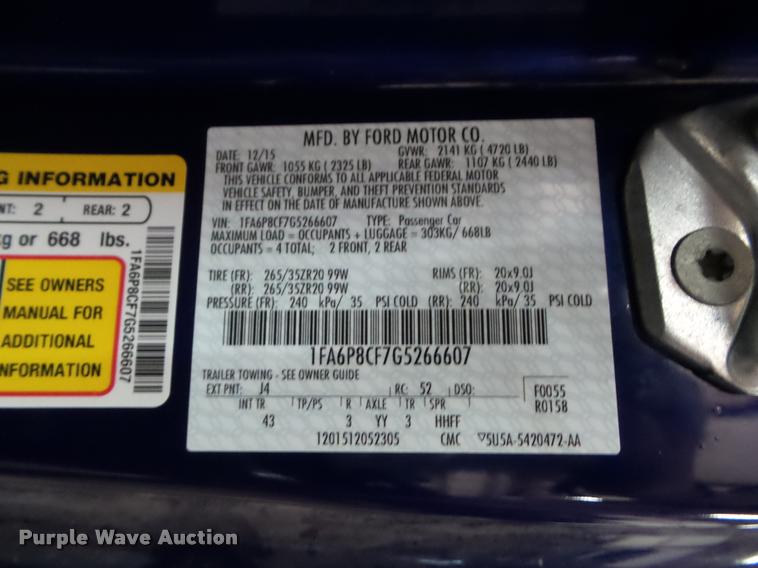 G INFORMATION
NT: 2 REAR: 2
kg or 668 lbs.
SEE OWNERS
MANUAL FOR
ADDITIONAL
INFORMATION
1FA6P8CF7G5266607
MFD. BY FORD MOTOR CO.
DATE: 12/15 GVWR: 2141 KG ( 4720 LB)
FRONT GAWR: 1055 KG ( 2325 LB) REAR GAWR: 1107 KG ( 2440 LB)
THIS VEHICLE CONFORMS TO ALL APPLICABLE FEDERAL MOTOR
VEHICLE SAFETY, BUMPER, AND THEFT PREVENTION STANDARDS
IN EFFECT ON THE DATE OF MANUFACTURE SHOWN ABOVE.
VIN: 1FA6P8CF7G5266607 TYPE: Passenger Car
MAXIMUM LOAD = OCCUPANTS + LUGGAGE = 303KG/ 668LB
OCCUPANTS = 4 TOTAL; 2 FRONT, 2 REAR
TIRE (FR): 265/35ZR20 99W RIMS (FR): 20x9.0J
(RR): 265/35ZR20 99W (RR): 20x9.0J
PRESSURE (FR): 240 kPa/ 35 PSI COLD (RR): 240 kPa/ 35 PSI COLD
1FA6P8CF7G5266607
TRAILER TOWING - SEE OWNER GUIDE
EXT PNT: J4 RC: 52 DSO: F0055
R0158
INT TR TP/PS R AXLE TR SPR
43 3 YY 3 HHFF
1201512052305 CMC ▽5U5A-5420472-AA
Purple Wave Auction